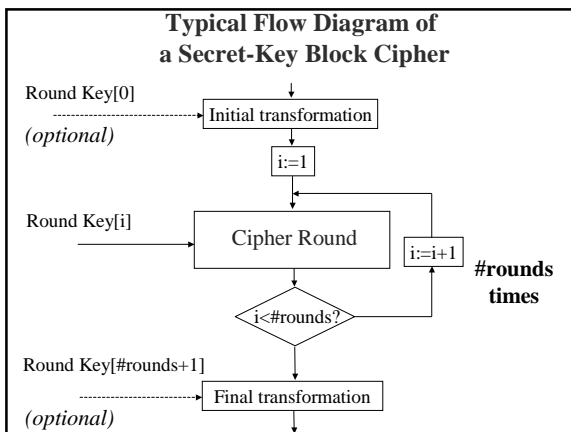 Typical Flow Diagram of
a Secret-Key Block Cipher
Round Key[0]
(optional)
Initial transformation
i:=1
Round Key[i]
Cipher Round
i:=i+1
#rounds
times
i<#rounds?
Round Key[#rounds+1]
(optional)
Final transformation